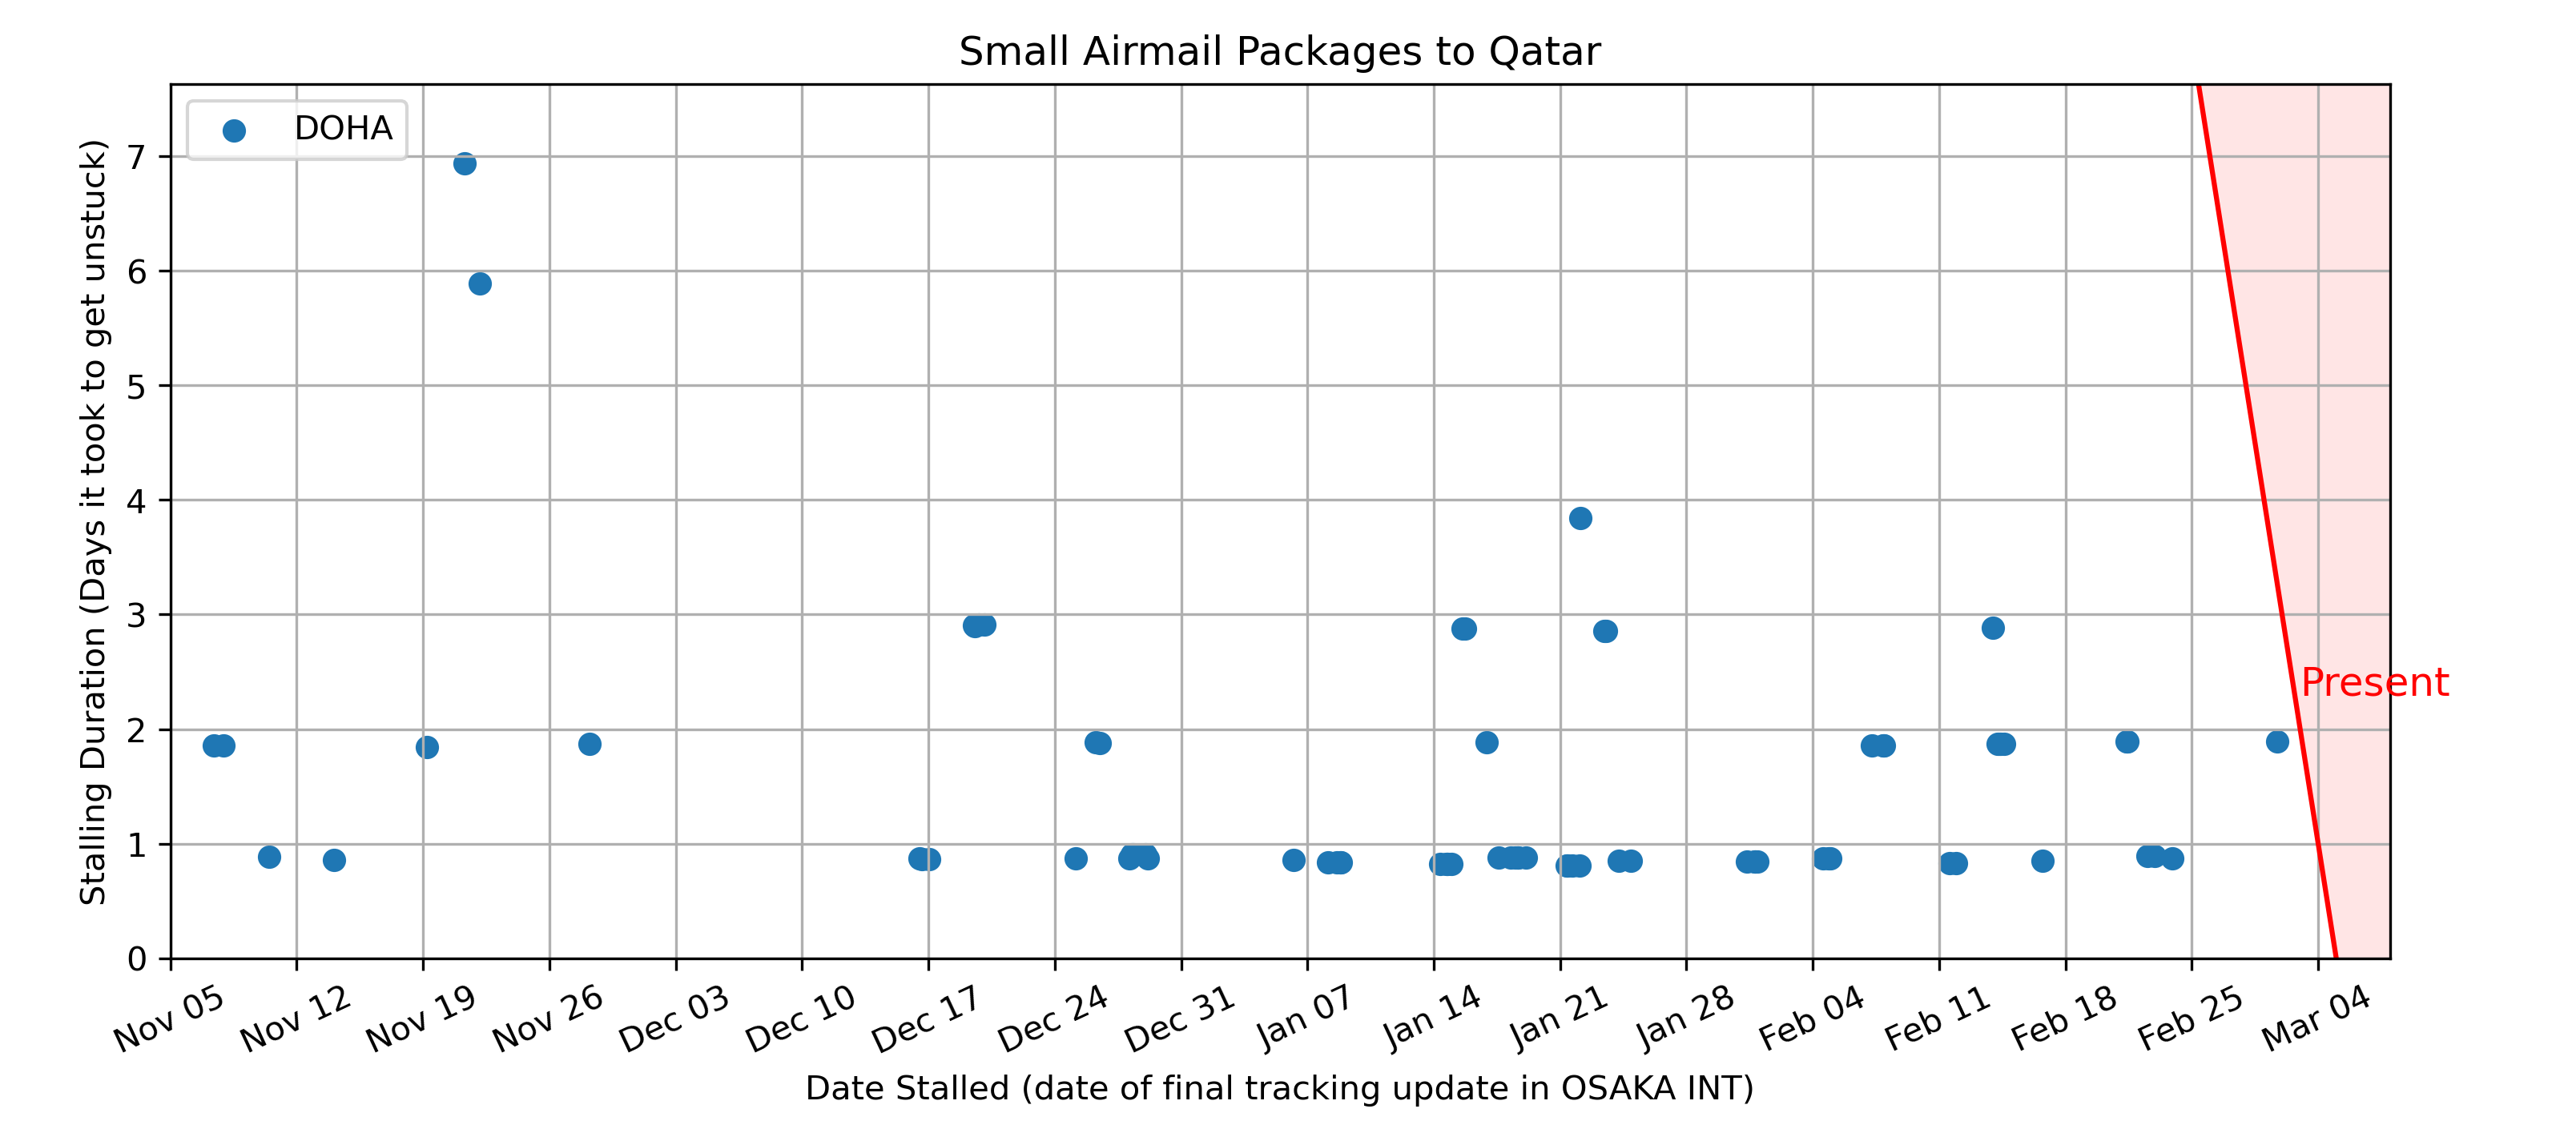 Small Airmail Packages to Qatar
DOHA
Stalling Duration (Days it took to get unstuck)
7
6
5
4
3
2
1
0
Present
Nov 05
Nov 12
Nov 19
Nov 26
Dec 03
Dec 10
Dec 17
Dec 24
Dec 31
Jan 07
Jan 14
Jan 21
Jan 28
Feb 04
Feb 11
Feb 18
Feb 25
Mar 04
Date Stalled (date of final tracking update in OSAKA INT)